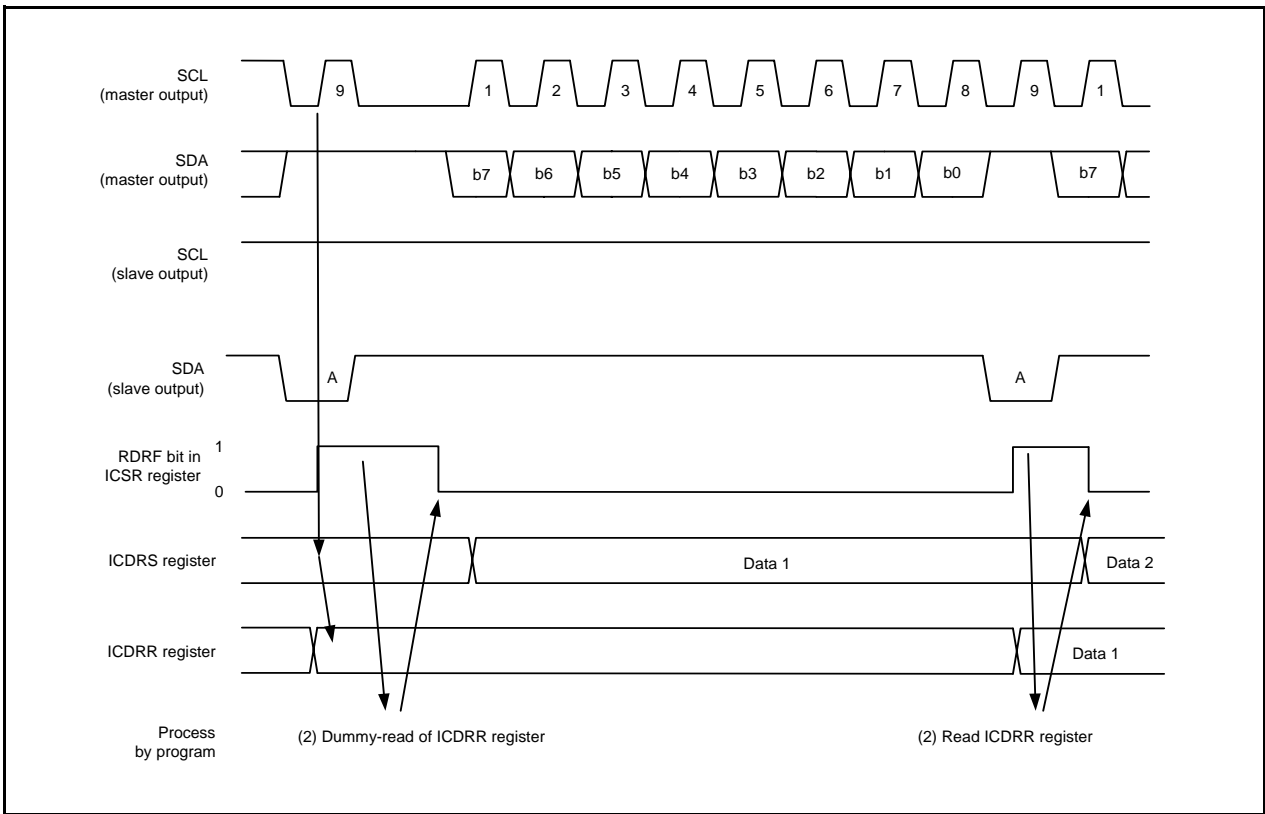 SCL
(master output)
9
1
2
3
4
5
6
7
8
9
1
SDA
(master output)
b7
b6
b5
b4
b3
b2
b1
b0
b7
SCL
(slave output)
SDA
(slave output)
A
A
RDRF bit in
ICSR register
1
0
ICDRS register
Data 1
Data 2
ICDRR register
Data 1
Process
by program
(2) Dummy-read of ICDRR register
(2) Read ICDRR register